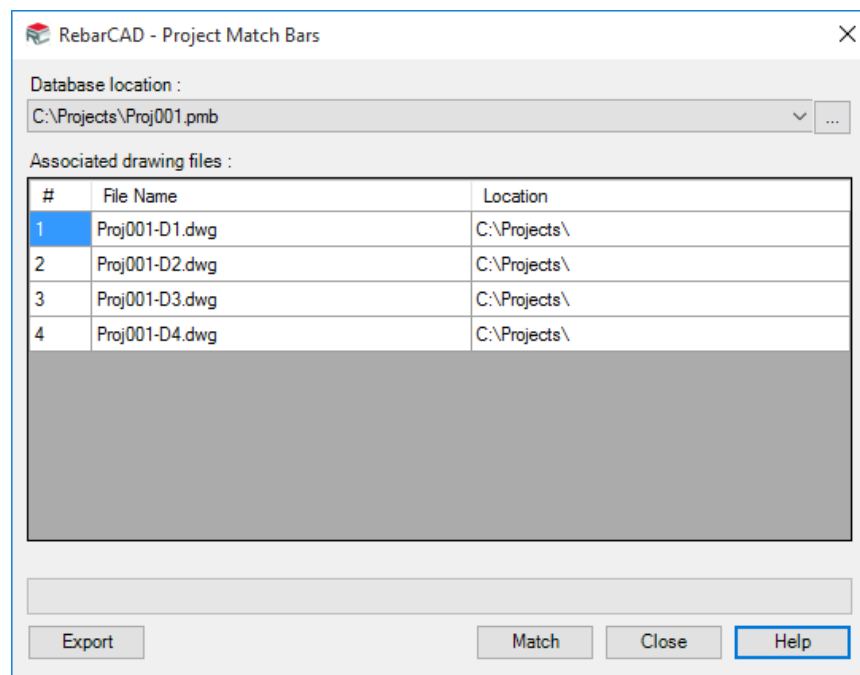 RebarCAD - Project Match Bars
Database location :
C:\Projects\Proj001.pmb
...
Associated drawing files :
# File Name Location
1 Proj001-D1.dwg C:\Projects\
2 Proj001-D2.dwg C:\Projects\
3 Proj001-D3.dwg C:\Projects\
4 Proj001-D4.dwg C:\Projects\
Export Match Close Help